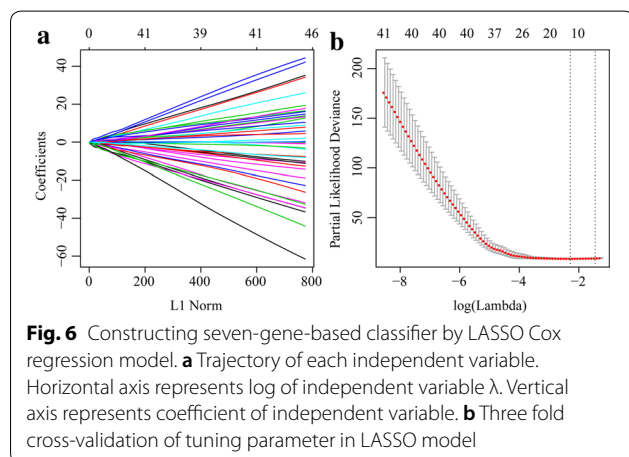 a
0 41 39 41 46
40
20
0
−20
−40
−60
Coefficients
0 200 400 600 800
L1 Norm
b
41 40 40 40 37 26 20 10
200
150
100
50
Partial Likelihood Deviance
−8 −6 −4 −2
log(Lambda)
Fig. 6 Constructing seven-gene-based classifier by LASSO Cox
regression model. a Trajectory of each independent variable.
Horizontal axis represents log of independent variable λ. Vertical
axis represents coefficient of independent variable. b Three fold
cross-validation of tuning parameter in LASSO model